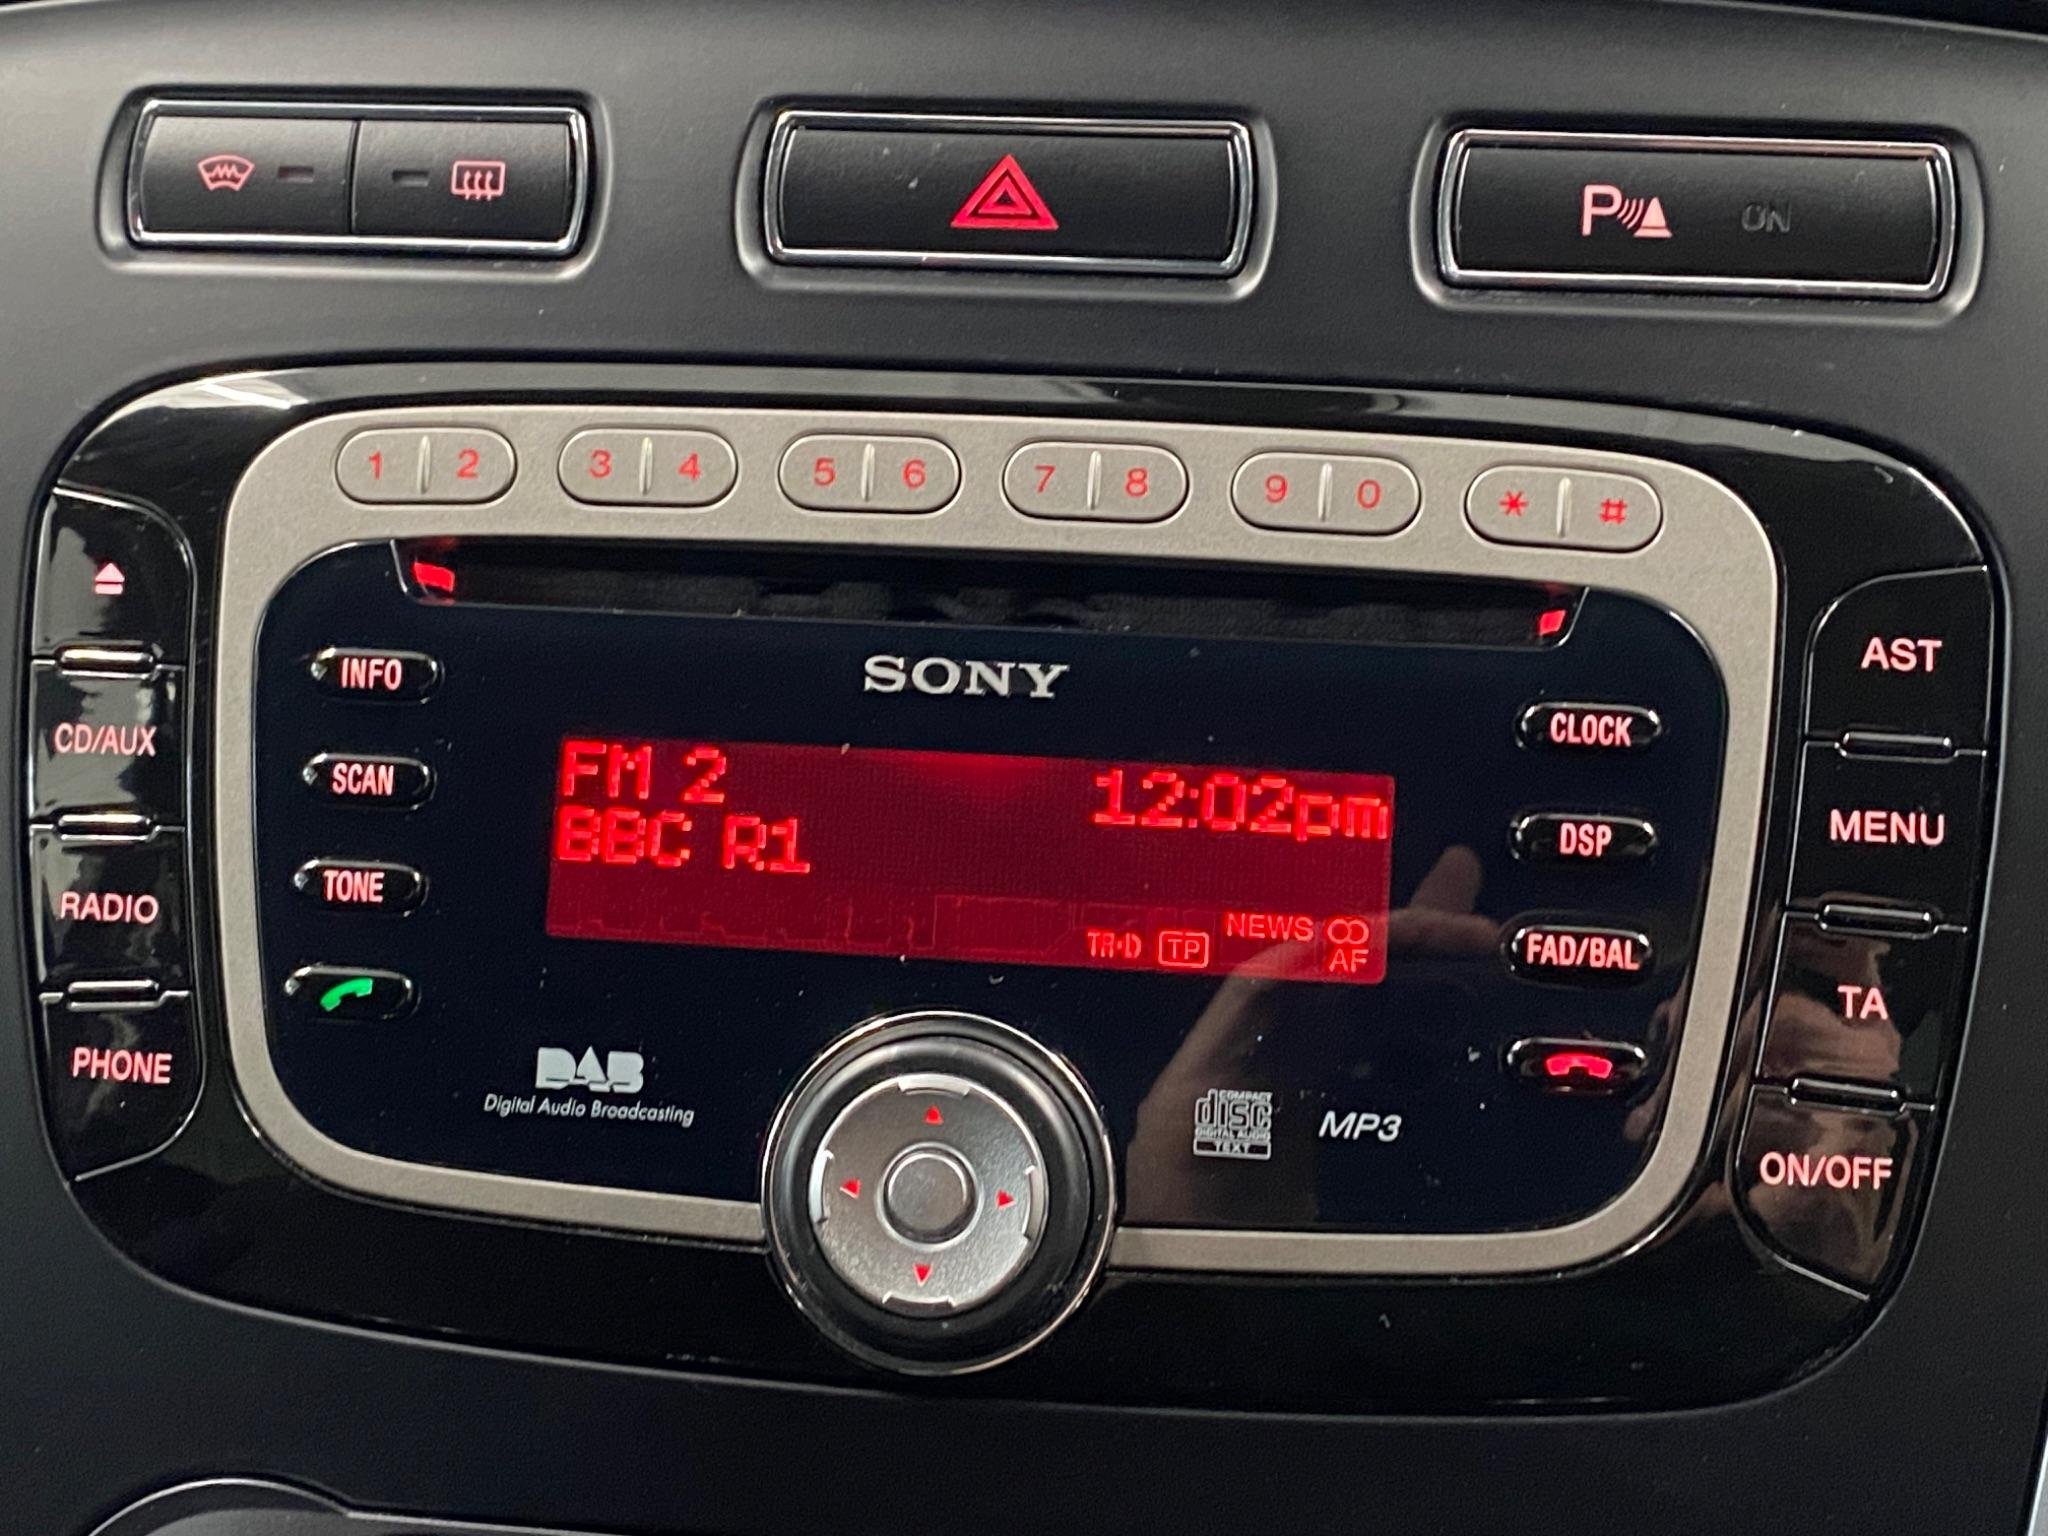 P ON
1 2 3 4 5 6 7 8 9 0 * #
SONY
INFO
SCAN
TONE
CD/AUX
RADIO
PHONE
FM 2 12:02pm
BBC R1
NEWS
TR·D TP AF
CLOCK
DSP
FAD/BAL
AST
MENU
TA
ON/OFF
DAB
Digital Audio Broadcasting
COMPACT
disc
DIGITAL AUDIO
TEXT
MP3